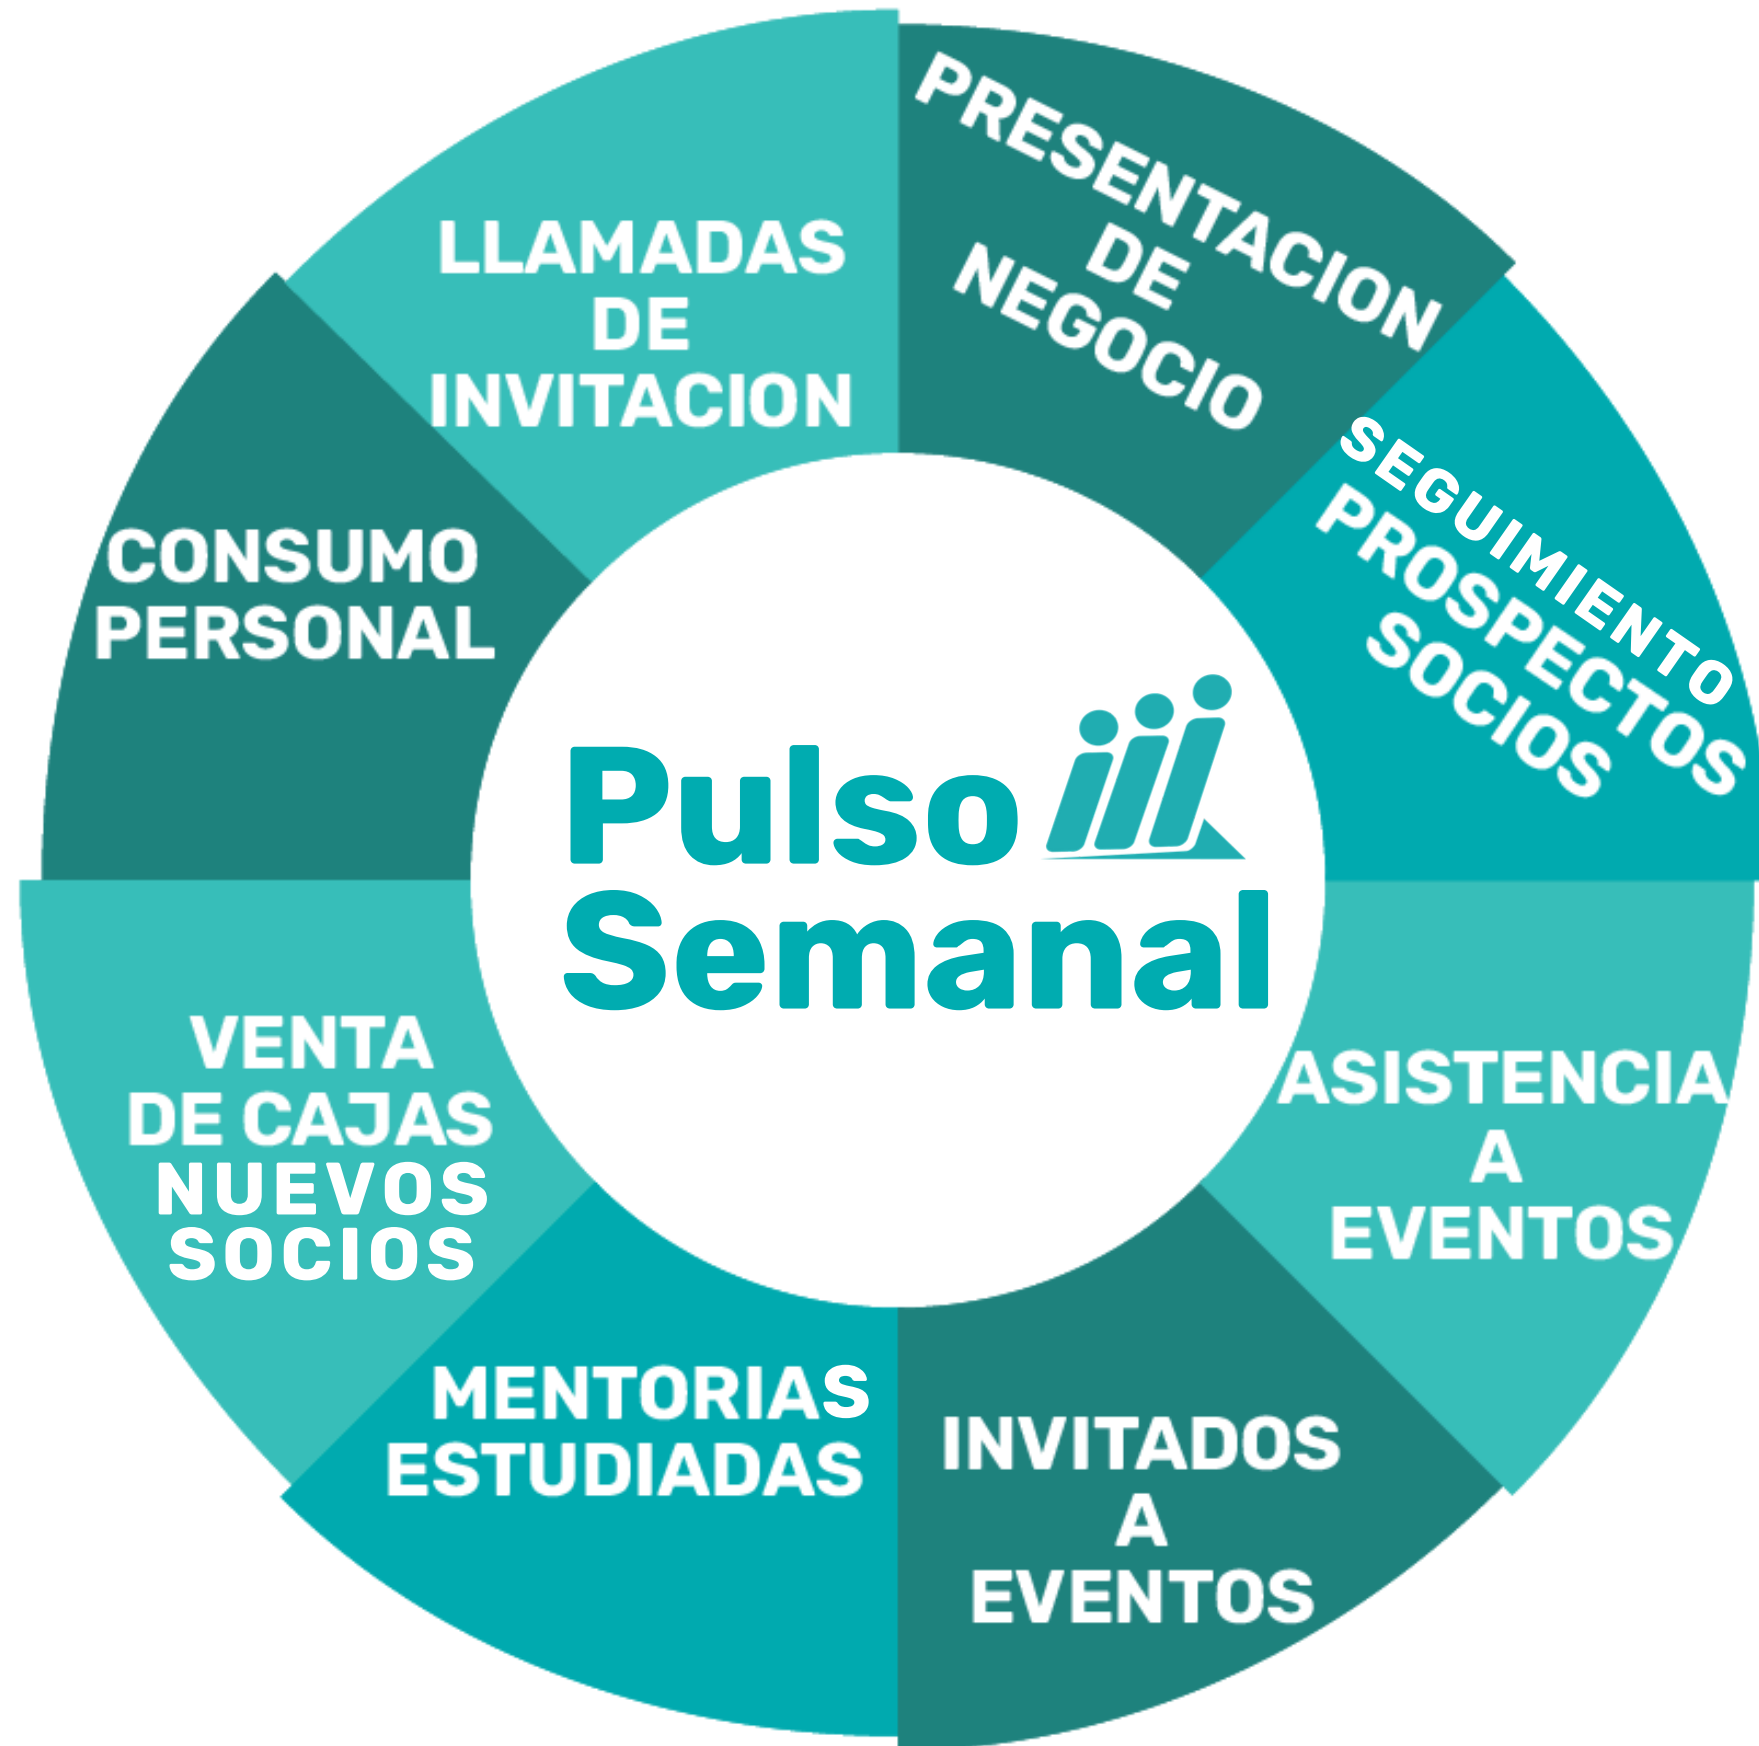 LLAMADAS
DE
INVITACION
PRESENTACION
DE
NEGOCIO
SEGUIMIENTO
PROSPECTOS
SOCIOS
ASISTENCIA
A
EVENTOS
INVITADOS
A
EVENTOS
MENTORIAS
ESTUDIADAS
VENTA
DE CAJAS
NUEVOS
SOCIOS
CONSUMO
PERSONAL
Pulso
Semanal